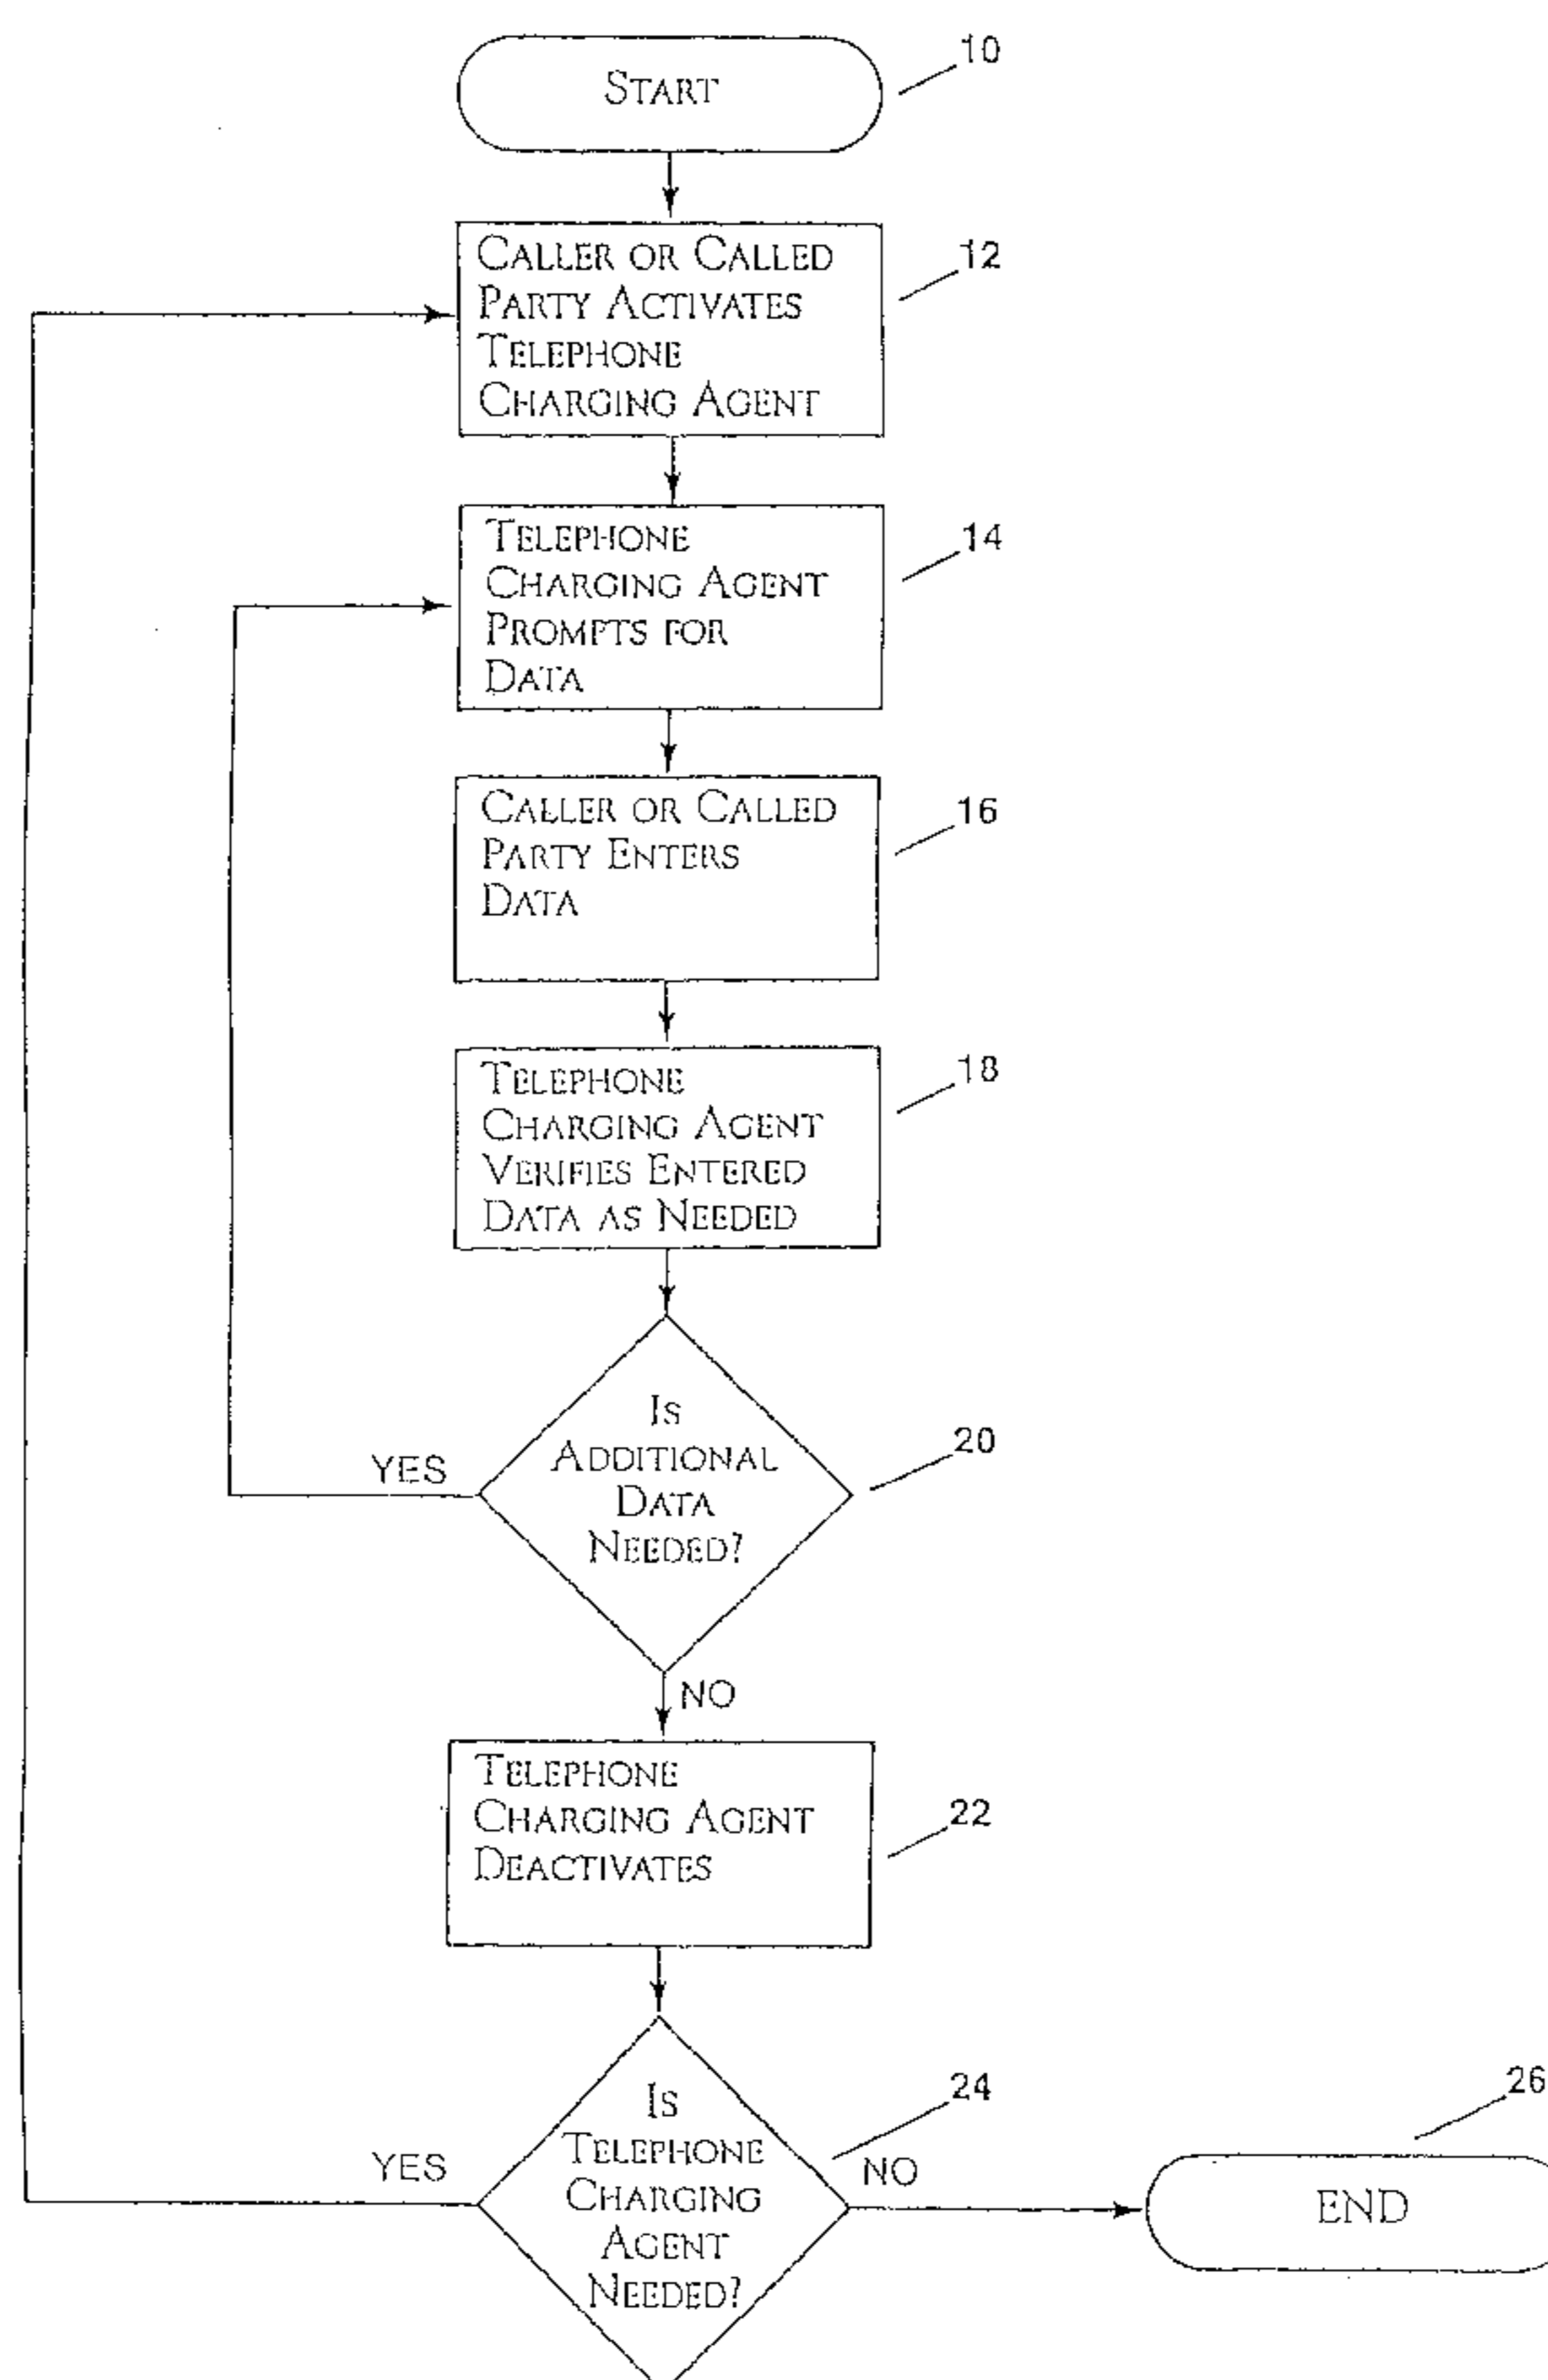 START
10
CALLER OR CALLED
PARTY ACTIVATES
TELEPHONE
CHARGING AGENT
12
TELEPHONE
CHARGING AGENT
PROMPTS FOR
DATA
14
CALLER OR CALLED
PARTY ENTERS
DATA
16
TELEPHONE
CHARGING AGENT
VERIFIES ENTERED
DATA AS NEEDED
18
IS
ADDITIONAL
DATA
NEEDED?
20
YES
NO
TELEPHONE
CHARGING AGENT
DEACTIVATES
22
IS
TELEPHONE
CHARGING
AGENT
NEEDED?
24
YES
NO
END
26